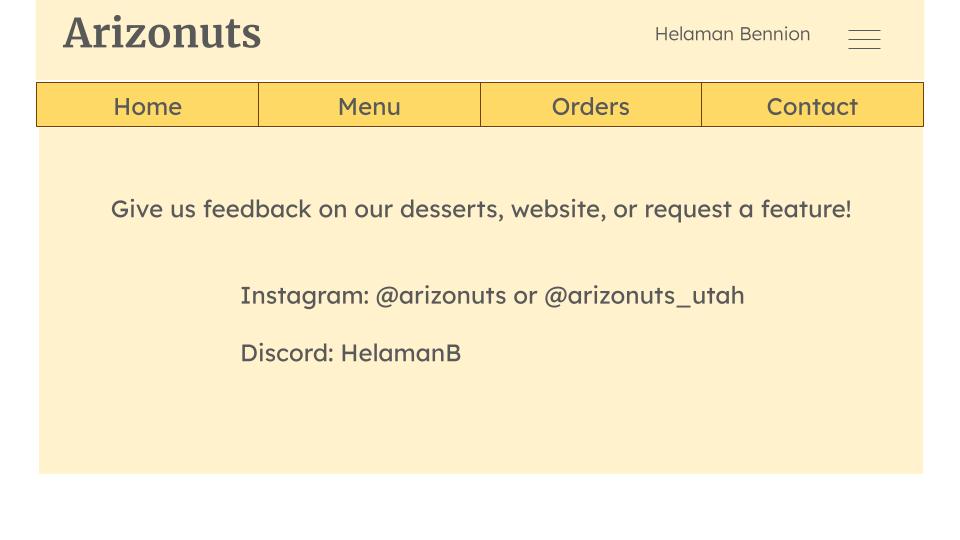 Arizonuts
Helaman Bennion
Home Menu Orders Contact
Give us feedback on our desserts, website, or request a feature!
Instagram: @arizonuts or @arizonuts_utah
Discord: HelamanB